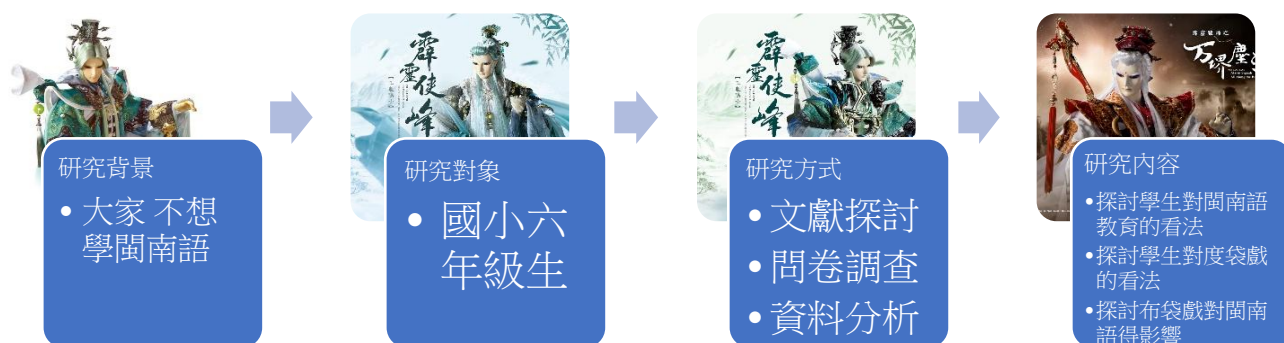 霹靂俠峰
霹靂俠峰
万堺塵
研究背景
• 大家 不想
學閩南語
研究對象
• 國小六
年級生
研究方式
• 文獻探討
• 問卷調查
• 資料分析
研究內容
• 探討學生對閩南語
教育的看法
• 探討學生對度袋戲
的看法
• 探討布袋戲對閩南
語得影響